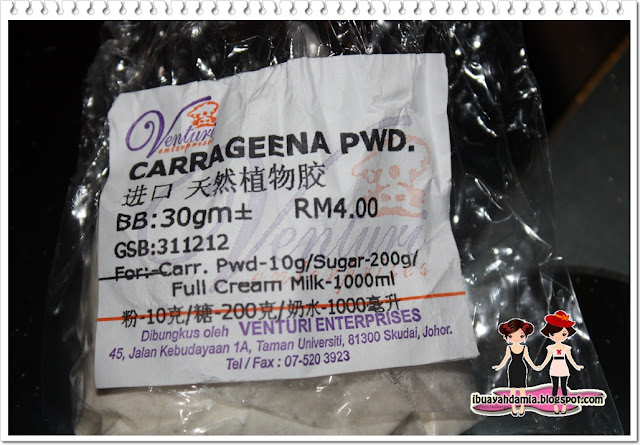 Venturi
enterprises
CARRAGEENA PWD.
进口 天然植物胶
BB:30gm± RM4.00
GSB:311212
For:-Carr. Pwd-10g/Sugar-200g/
Full Cream Milk-1000ml
粉-10克/糖-200克/奶水-1000毫升
Dibungkus oleh VENTURI ENTERPRISES
45, Jalan Kebudayaan 1A, Taman Universiti, 81300 Skudai, Johor.
Tel / Fax : 07-520 3923
ibuayahdamia.blogspot.com